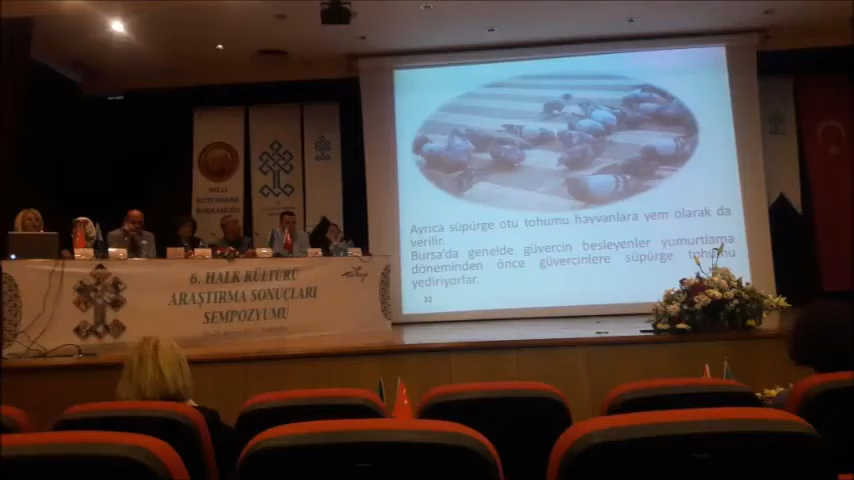 MİLLİ
KÜTÜPHANE
BAŞKANLIĞI
6. HALK KÜLTÜRÜ
ARAŞTIRMA SONUÇLARI
SEMPOZYUMU
Ayrıca süpürge otu tohumu hayvanlara yem olarak da
verilir.
Bursa'da genelde güvercin besleyenler yumurtlama
döneminden önce güvercinlere süpürge tohumu
yediriyorlar.
32